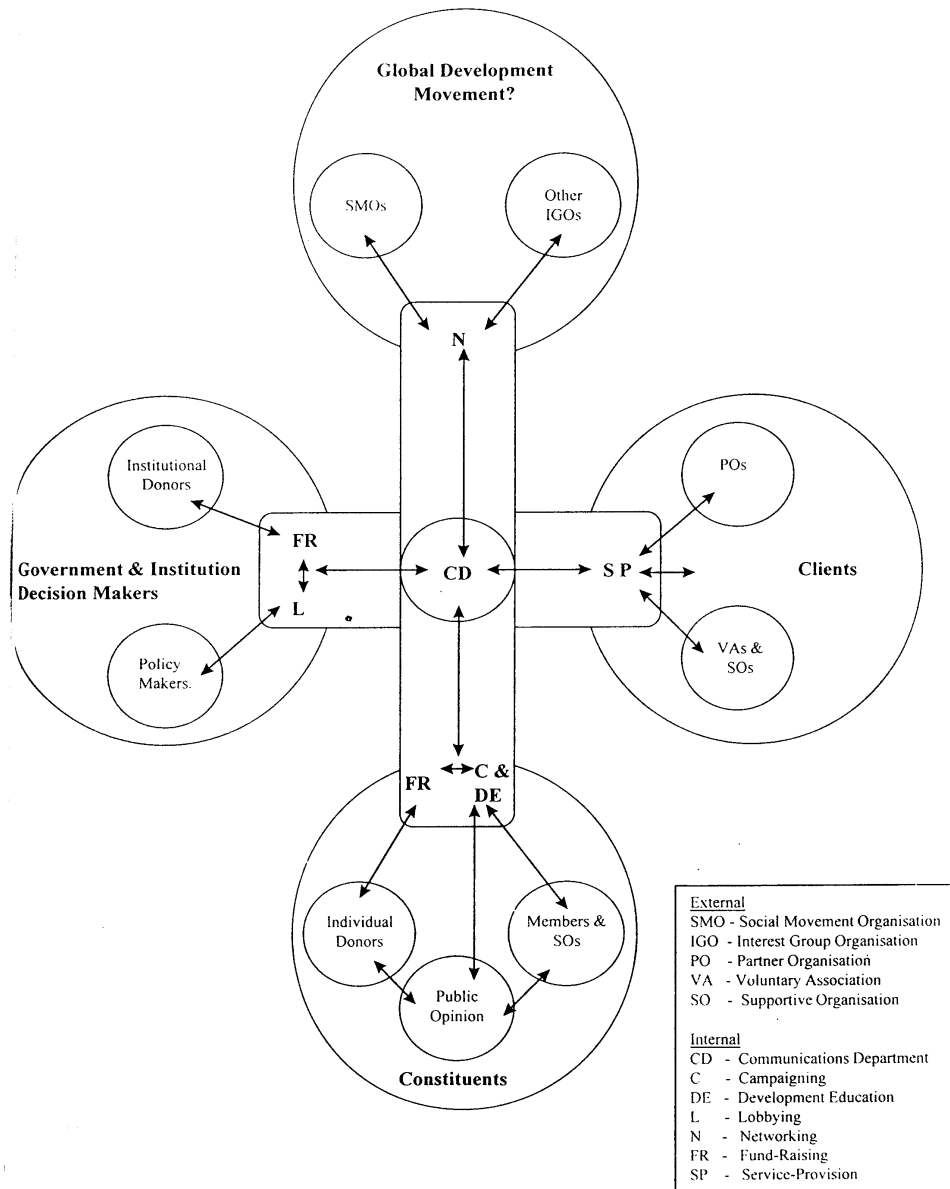 Global Development
Movement?
SMOs
Other
IGOs
N
Institutional
Donors
POs
FR
Government & Institution
Decision Makers
CD
S P
Clients
L
Policy
Makers.
VAs &
SOs
FR
C &
DE
Individual
Donors
Members &
SOs
Public
Opinion
Constituents
External
SMO - Social Movement Organisation
IGO - Interest Group Organisation
PO - Partner Organisation
VA - Voluntary Association
SO - Supportive Organisation
Internal
CD - Communications Department
C - Campaigning
DE - Development Education
L - Lobbying
N - Networking
FR - Fund-Raising
SP - Service-Provision